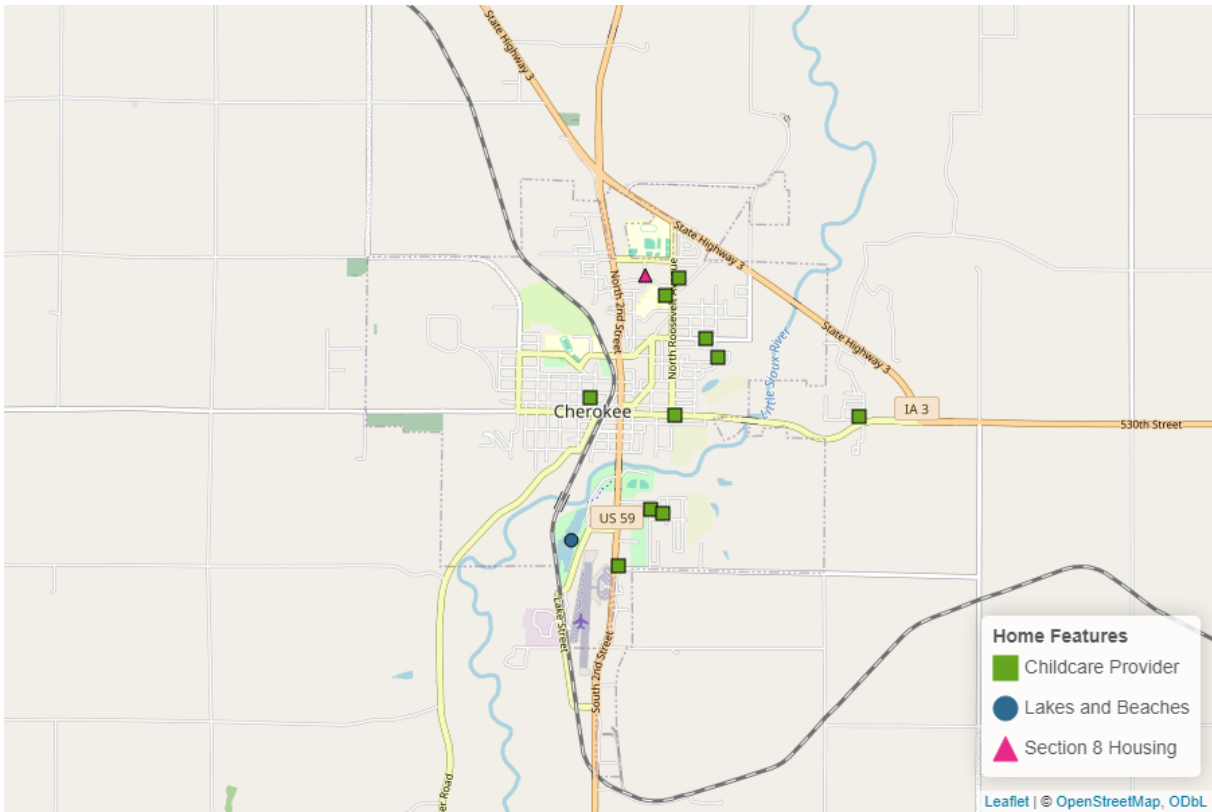 State Highway 3
State Highway 3
North 2nd Street
North Roosevelt Avenue
State Highway 3
Little Sioux River
Cherokee
IA 3
530th Street
US 59
Lake Street
South 2nd Street
er Road
Home Features
Childcare Provider
Lakes and Beaches
Section 8 Housing
Leaflet | © OpenStreetMap, ODbL